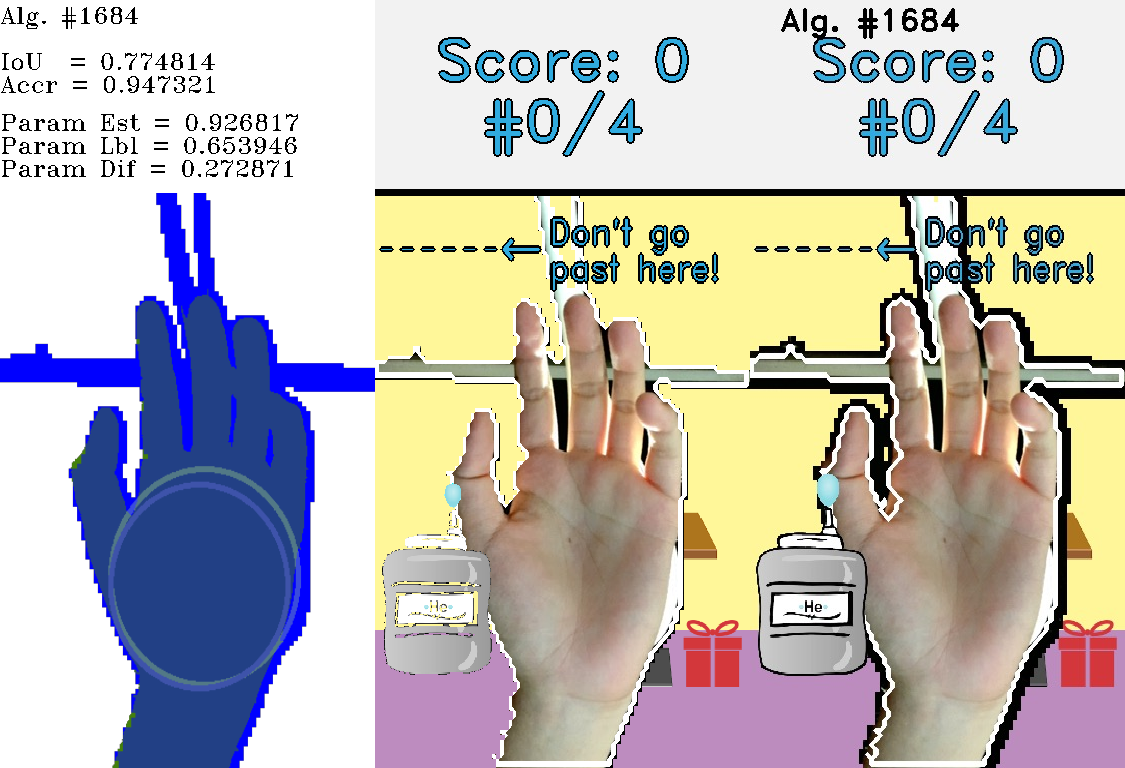 Alg. #1684
IoU = 0.774814
Accr = 0.947321
Param Est = 0.926817
Param Lbl = 0.653946
Param Dif = 0.272871
Score: 0
#0/4
Don't go
past here!
He
Alg. #1684
Score: 0
#0/4
Don't go
past here!
He